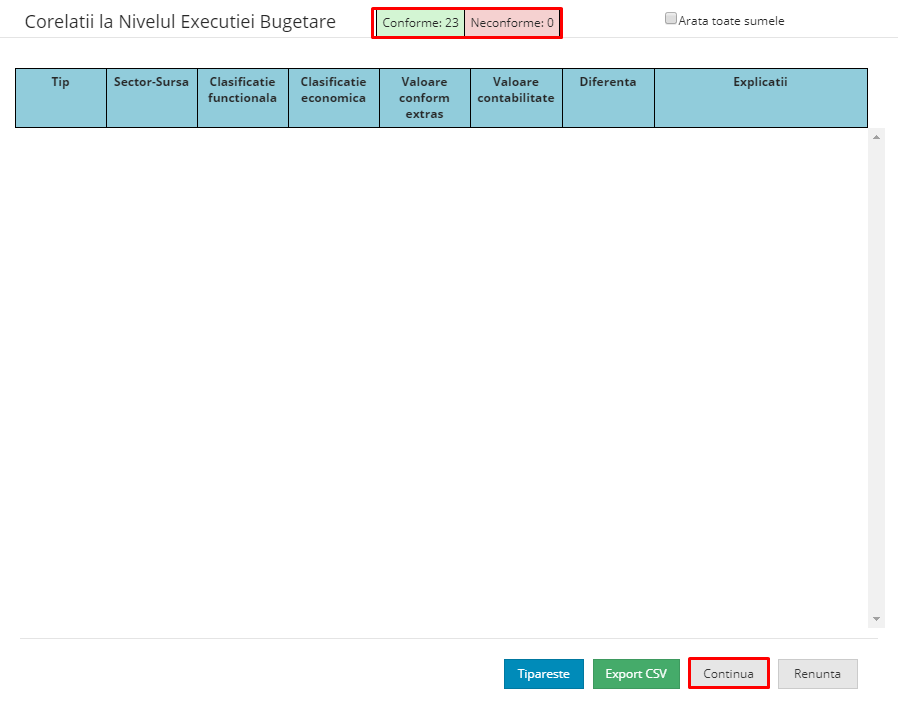 Corelatii la Nivelul Executiei Bugetare
Conforme: 23
Neconforme: 0
Arata toate sumele
Tip
Sector-Sursa
Clasificatie
functionala
Clasificatie
economica
Valoare
conform
extras
Valoare
contabilitate
Diferenta
Explicatii
Tipareste
Export CSV
Continua
Renunta